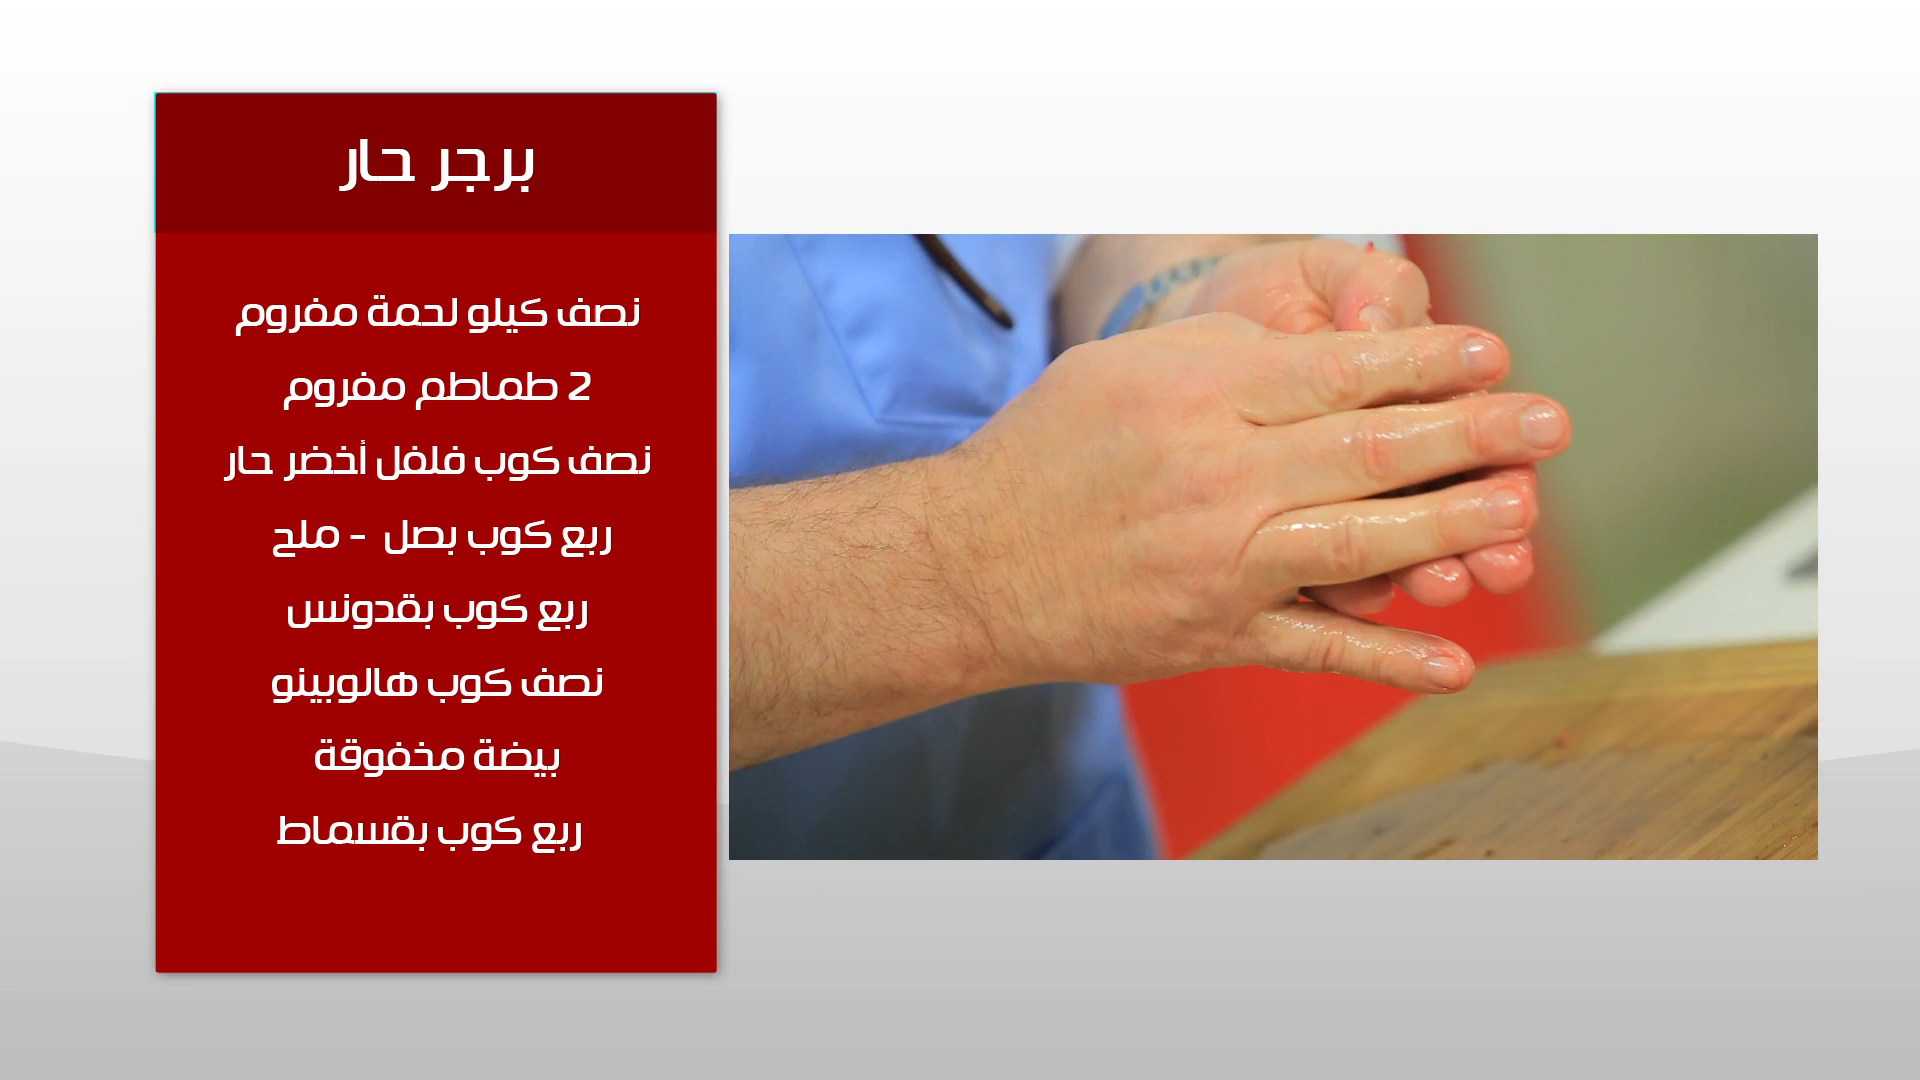 برجر حار
نصف كيلو لحمة مفروم
2 طماطم مفروم
نصف كوب فلفل أخضر حار
ربع كوب بصل - ملح
ربع كوب بقدونس
نصف كوب هالوبينو
بيضة مخفوقة
ربع كوب بقسماط